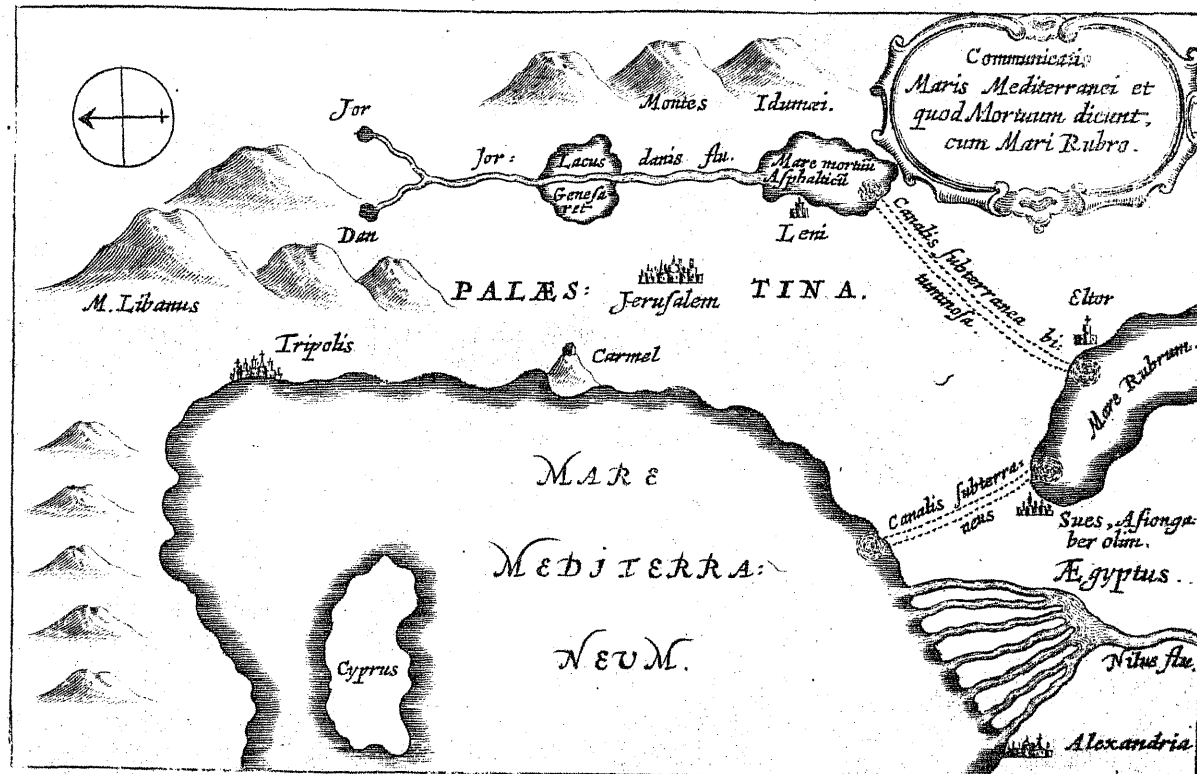 Communicatio
Maris Mediterranei et
quod Mortuum dicunt,
cum Mari Rubro.
Montes Idumæi.
Jor
Jor: danis flu.
Lacus
Genesa
ret
Mare mortuū
Asphalticū
Leni
Dan
M. Libanus
PALÆS: TINA.
Jerusalem
Canalis subterranea bi:
tuminosa
Eltor
Mare Rubrum.
Tripolis
Carmel
MARE
MEDITERRA:
NEUM.
Cyprus
Canalis subterra:
neus
Sues, Asionga:
ber olim.
Ægyptus.
Nilus flu.
Alexandria